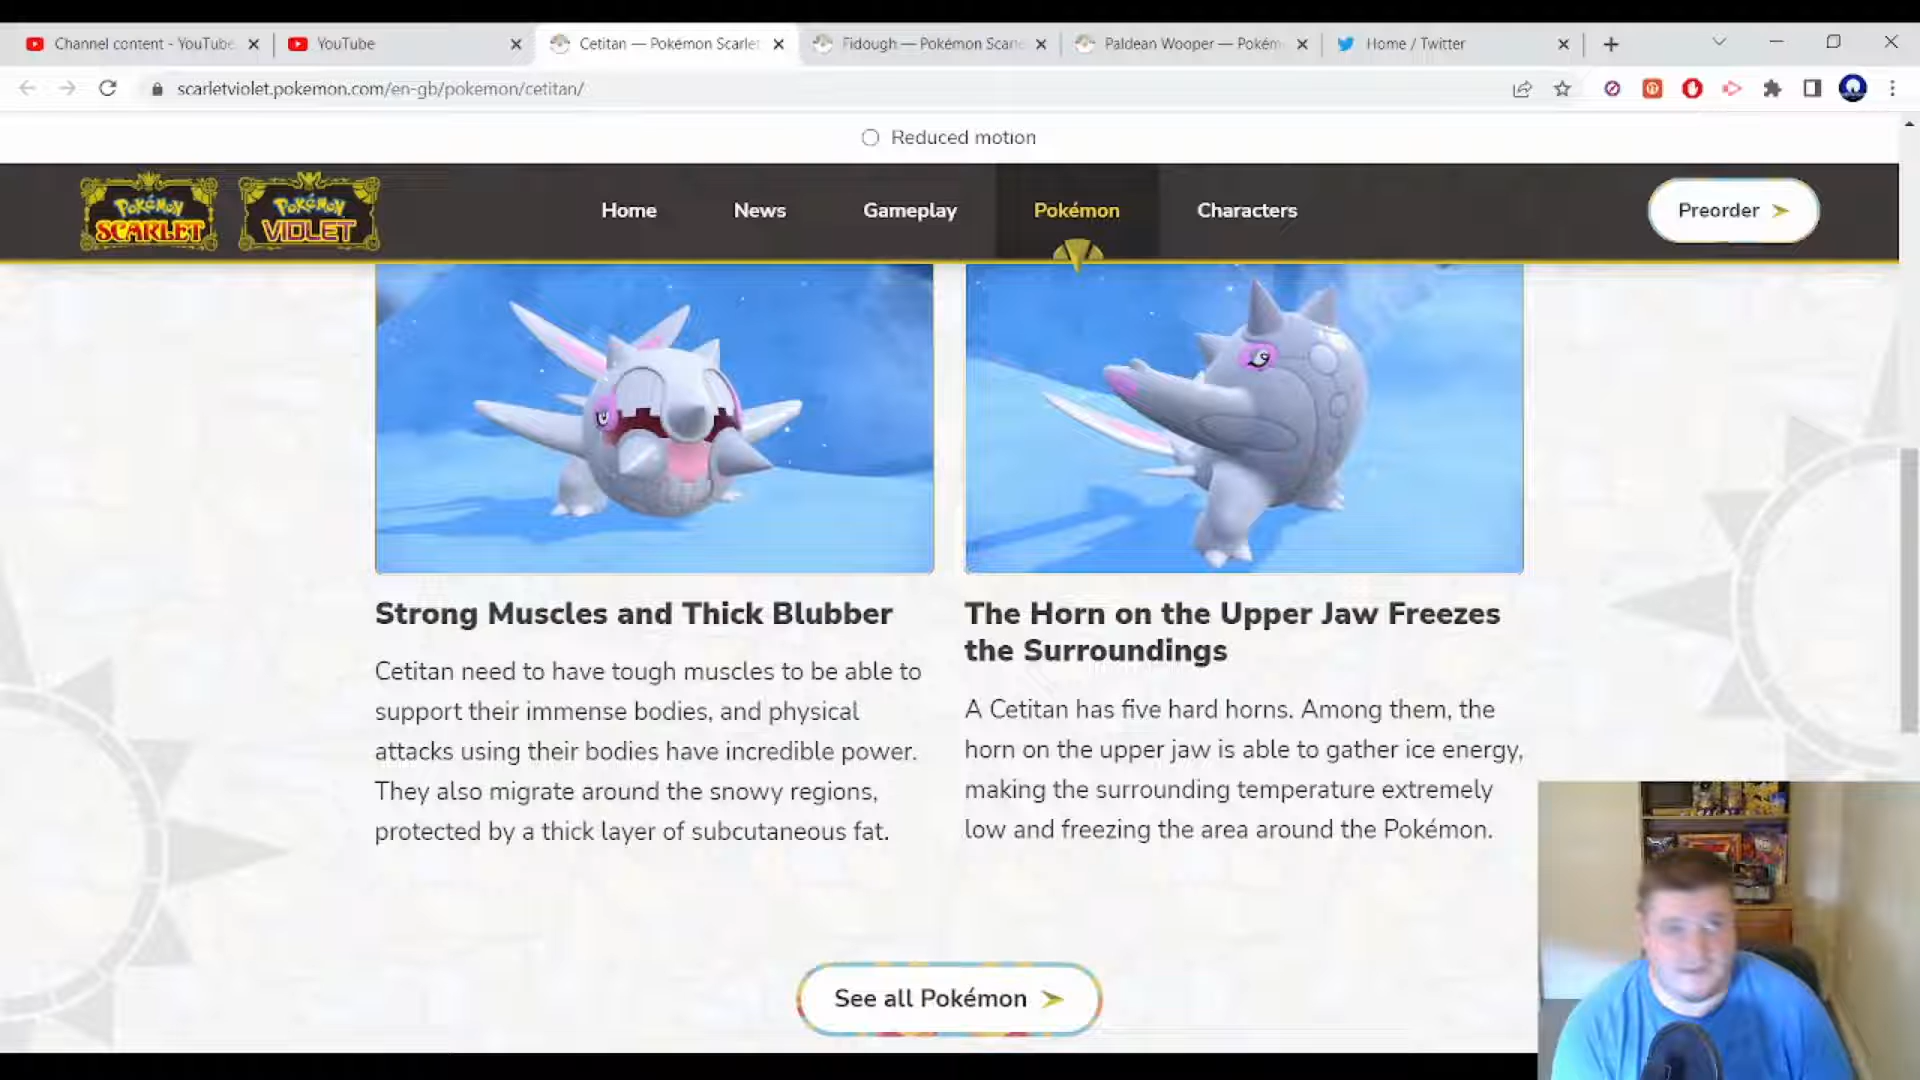 Channel content - YouTube
YouTube
Cetitan — Pokémon Scarlet
Fidough — Pokémon Scarl
Paldean Wooper — Pokém
Home / Twitter
scarletviolet.pokemon.com/en-gb/pokemon/cetitan/
Reduced motion
Pokémon SCARLET
Pokémon VIOLET
Home
News
Gameplay
Pokémon
Characters
Preorder
Strong Muscles and Thick Blubber
Cetitan need to have tough muscles to be able to
support their immense bodies, and physical
attacks using their bodies have incredible power.
They also migrate around the snowy regions,
protected by a thick layer of subcutaneous fat.
The Horn on the Upper Jaw Freezes
the Surroundings
A Cetitan has five hard horns. Among them, the
horn on the upper jaw is able to gather ice energy,
making the surrounding temperature extremely
low and freezing the area around the Pokémon.
See all Pokémon